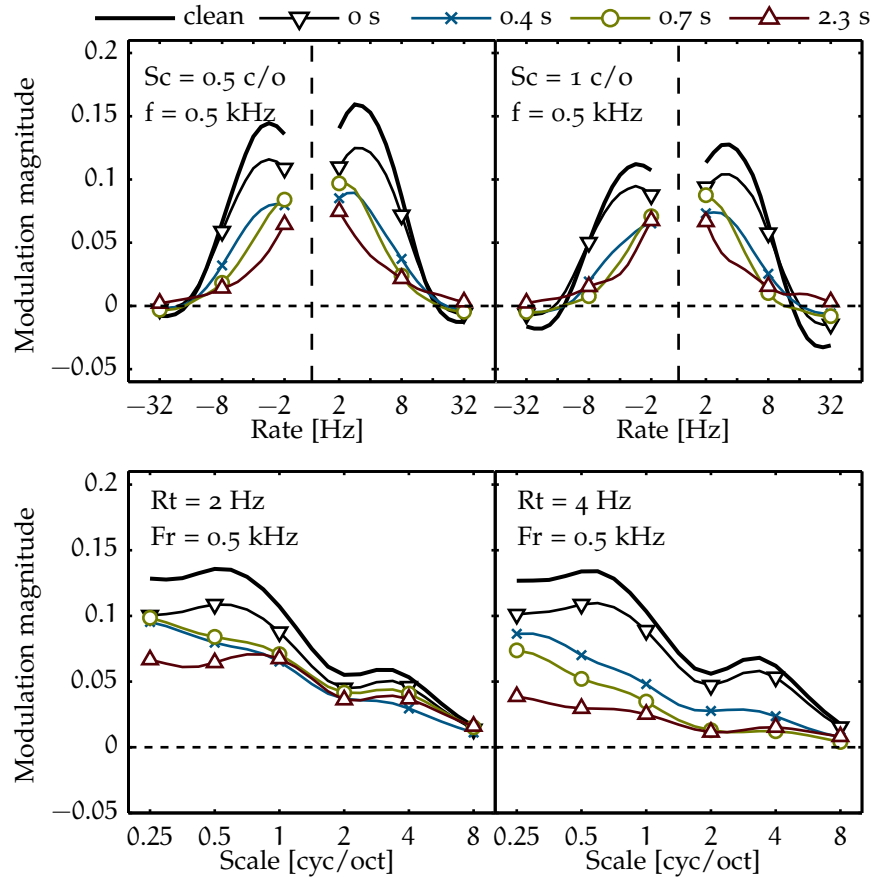 clean 0 s 0.4 s 0.7 s 2.3 s
0.2
0.15
0.1
0.05
0
−0.05
Modulation magnitude
Sc = 0.5 c/o
f = 0.5 kHz
−32 −8 −2 2 8 32
Rate [Hz]
Sc = 1 c/o
f = 0.5 kHz
−32 −8 −2 2 8 32
Rate [Hz]
0.2
0.15
0.1
0.05
0
−0.05
Modulation magnitude
Rt = 2 Hz
Fr = 0.5 kHz
0.25 0.5 1 2 4 8
Scale [cyc/oct]
Rt = 4 Hz
Fr = 0.5 kHz
0.25 0.5 1 2 4 8
Scale [cyc/oct]